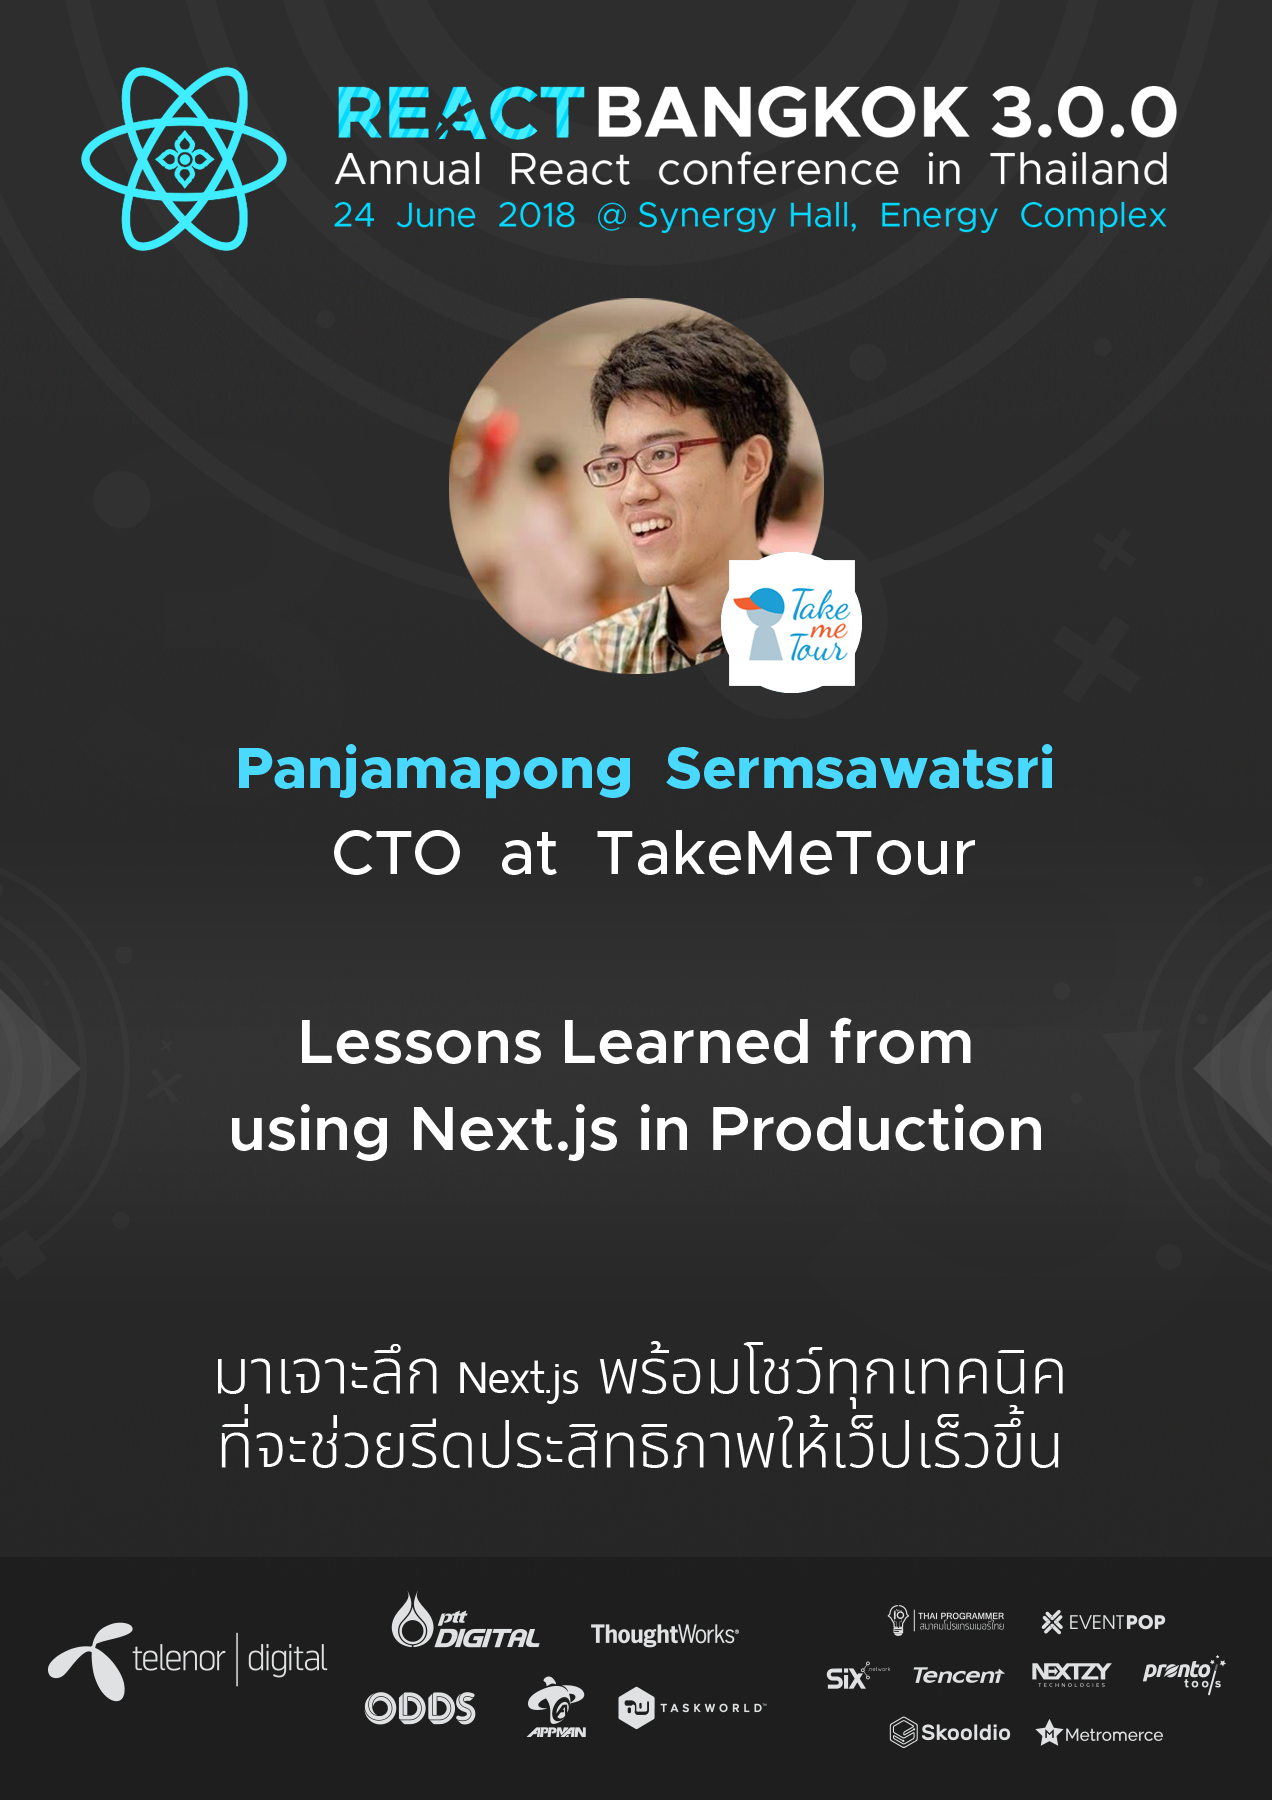 REACT BANGKOK 3.0.0
Annual React conference in Thailand
24 June 2018 @ Synergy Hall, Energy Complex
Take
me
Tour
Panjamapong Sermsawatsri
CTO at TakeMeTour
Lessons Learned from
using Next.js in Production
มาเจาะลึก Next.js พร้อมโชว์ทุกเทคนิค
ที่จะช่วยรีดประสิทธิภาพให้เว็ปเร็วขึ้น
telenor | digital
ptt
DIGITAL
ThoughtWorks®
ODDS
APPMAN
TASKWORLD™
THAI PROGRAMMER
สมาคมโปรแกรมเมอร์ไทย
EVENTPOP
SiX network
Tencent
NEXTZY
TECHNOLOGIES
pronto
tools
Skooldio
Metromerce